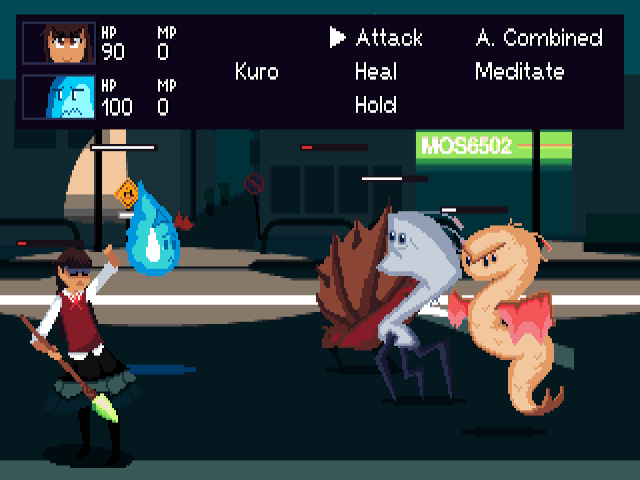 HP MP
90 0
HP MP
100 0
Kuro
Attack A. Combined
Heal Meditate
Hold
MOS6502